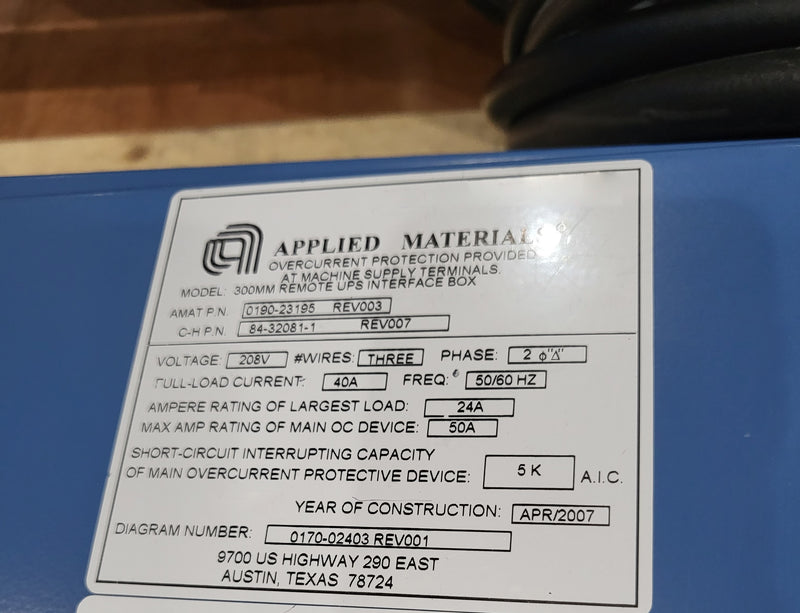 APPLIED MATERIALS®
OVERCURRENT PROTECTION PROVIDED
AT MACHINE SUPPLY TERMINALS.
MODEL: 300MM REMOTE UPS INTERFACE BOX
AMAT P.N. 0190-23195 REV003
C-H P.N. 84-32081-1 REV007
VOLTAGE: 208V #WIRES: THREE PHASE: 2 ϕ"Δ"
FULL-LOAD CURRENT: 40A FREQ: 50/60 HZ
AMPERE RATING OF LARGEST LOAD: 24A
MAX AMP RATING OF MAIN OC DEVICE: 50A
SHORT-CIRCUIT INTERRUPTING CAPACITY
OF MAIN OVERCURRENT PROTECTIVE DEVICE: 5 K A.I.C.
YEAR OF CONSTRUCTION: APR/2007
DIAGRAM NUMBER: 0170-02403 REV001
9700 US HIGHWAY 290 EAST
AUSTIN, TEXAS 78724